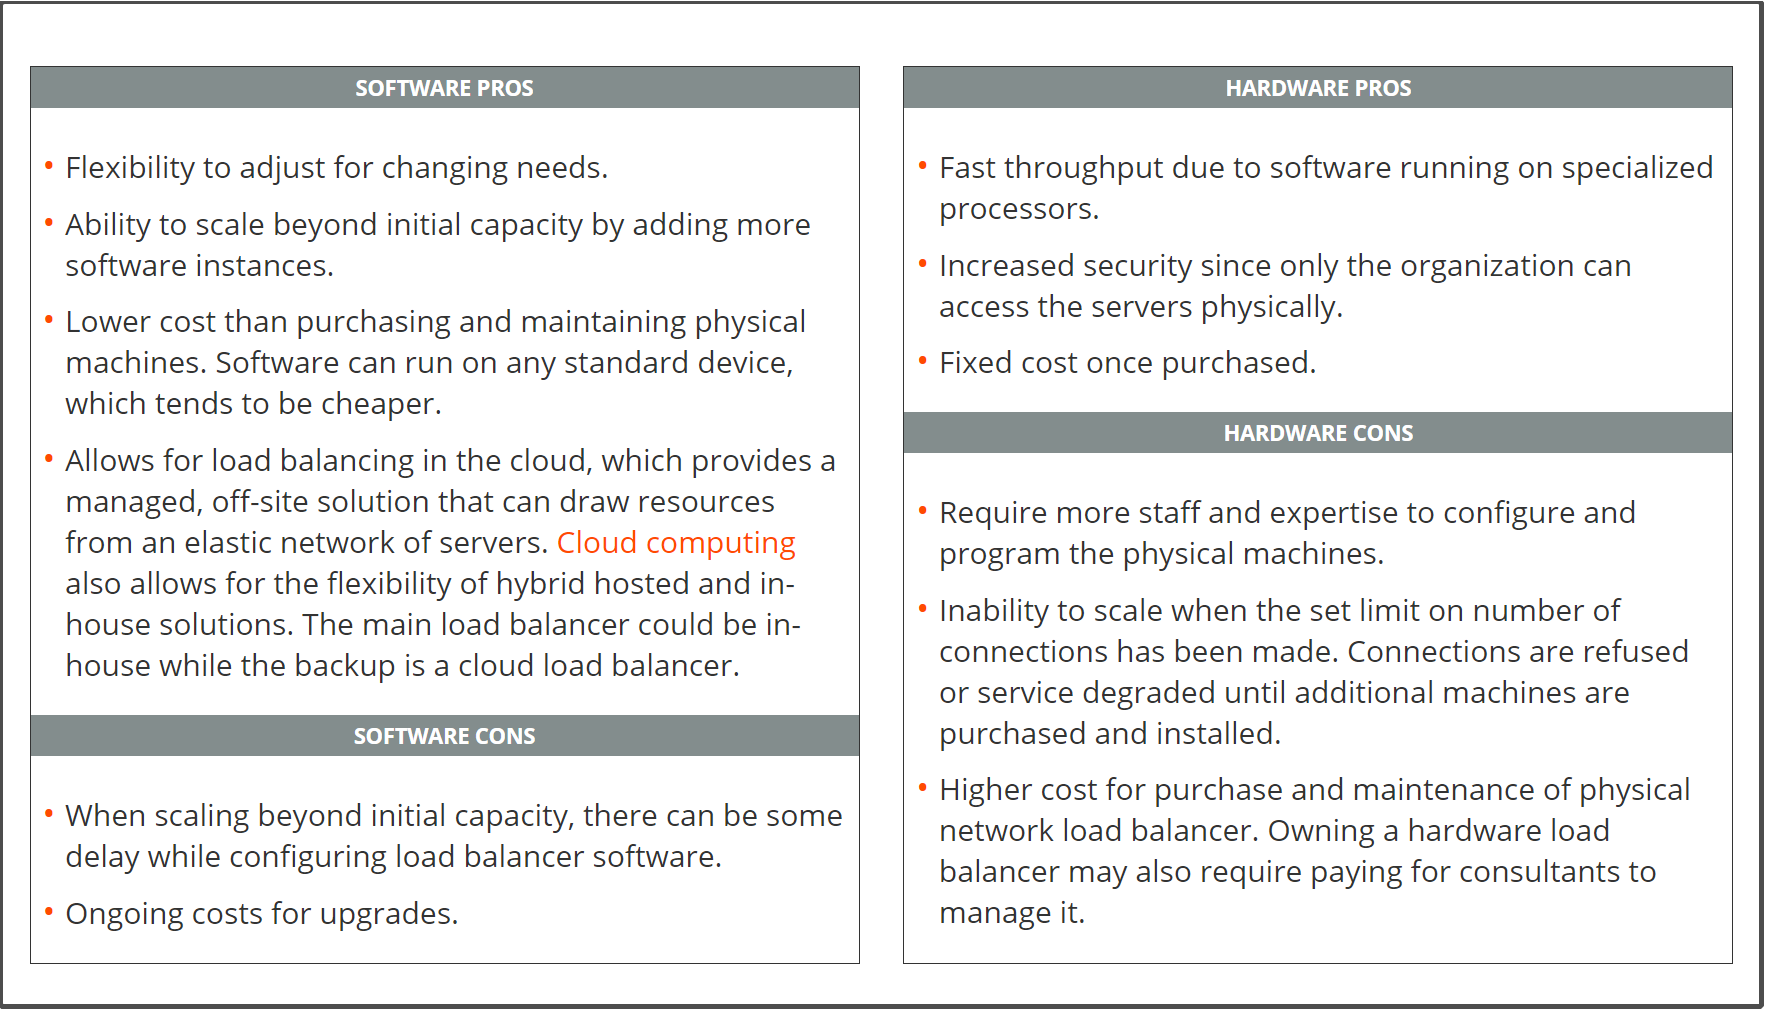 SOFTWARE PROS
• Flexibility to adjust for changing needs.
• Ability to scale beyond initial capacity by adding more
software instances.
• Lower cost than purchasing and maintaining physical
machines. Software can run on any standard device,
which tends to be cheaper.
• Allows for load balancing in the cloud, which provides a
managed, off-site solution that can draw resources
from an elastic network of servers. Cloud computing
also allows for the flexibility of hybrid hosted and in-
house solutions. The main load balancer could be in-
house while the backup is a cloud load balancer.
SOFTWARE CONS
• When scaling beyond initial capacity, there can be some
delay while configuring load balancer software.
• Ongoing costs for upgrades.
HARDWARE PROS
• Fast throughput due to software running on specialized
processors.
• Increased security since only the organization can
access the servers physically.
• Fixed cost once purchased.
HARDWARE CONS
• Require more staff and expertise to configure and
program the physical machines.
• Inability to scale when the set limit on number of
connections has been made. Connections are refused
or service degraded until additional machines are
purchased and installed.
• Higher cost for purchase and maintenance of physical
network load balancer. Owning a hardware load
balancer may also require paying for consultants to
manage it.